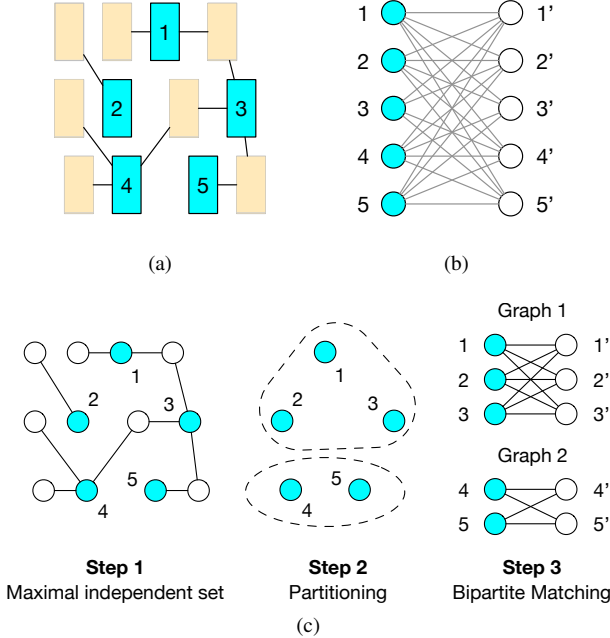 1
2
3
4
5
(a)
1 1'
2 2'
3 3'
4 4'
5 5'
(b)
1
2
3
4
5
Step 1
Maximal independent set
1
2
3
4
5
Step 2
Partitioning
Graph 1
1 1'
2 2'
3 3'
Graph 2
4 4'
5 5'
Step 3
Bipartite Matching
(c)